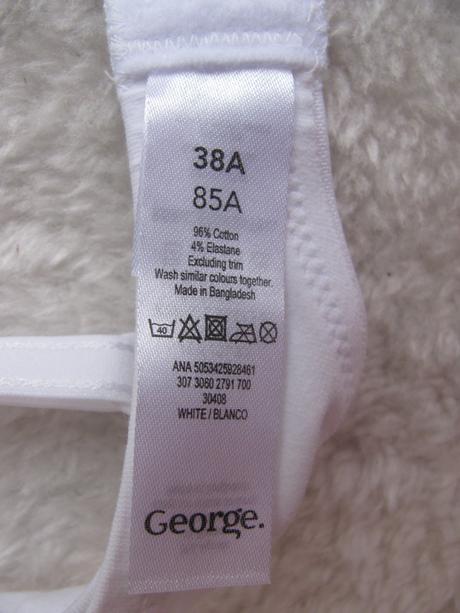 38A
85A
96% Cotton
4% Elastane
Excluding trim
Wash similar colours together.
Made in Bangladesh
40
ANA 5053425928461
307 3060 2791 700
30408
WHITE / BLANCO
George.